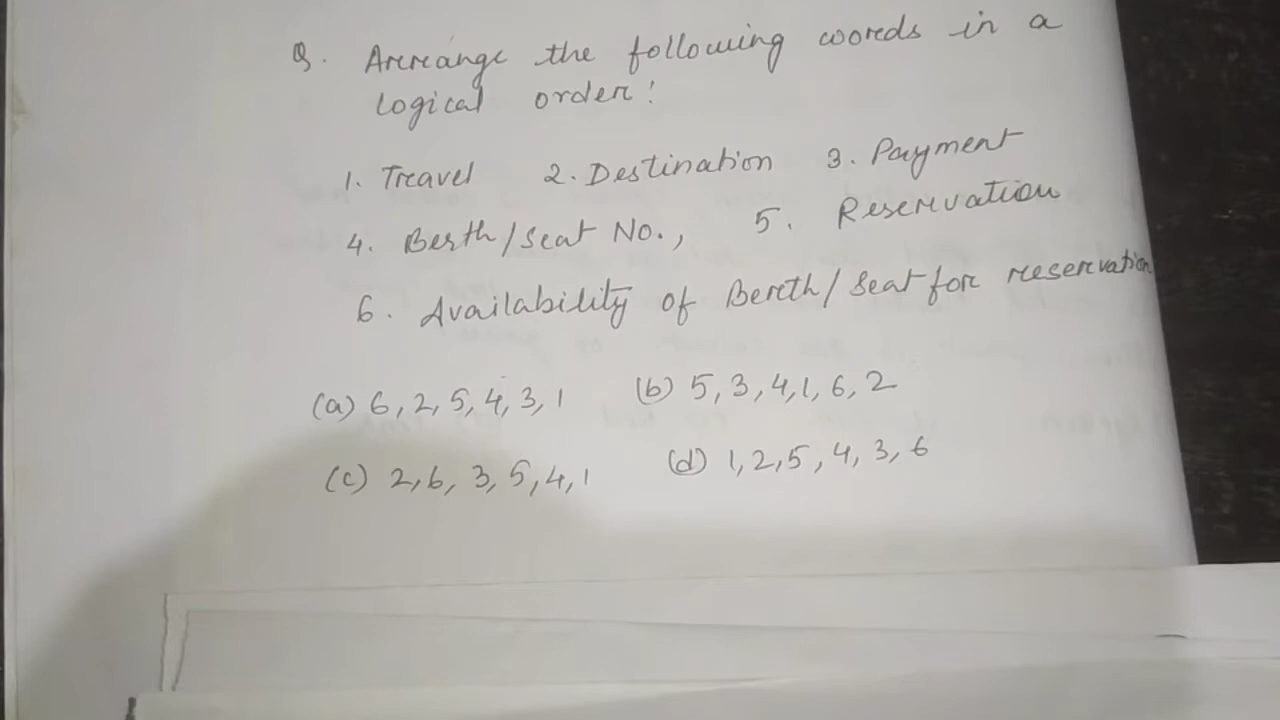 Q. Arrange the following words in a
logical order:
1. Travel 2. Destination 3. Payment
4. Berth/Seat No., 5. Reservation
6. Availability of Berth/Seat for reservation
(a) 6, 2, 5, 4, 3, 1 (b) 5, 3, 4, 1, 6, 2
(c) 2, 6, 3, 5, 4, 1 (d) 1, 2, 5, 4, 3, 6